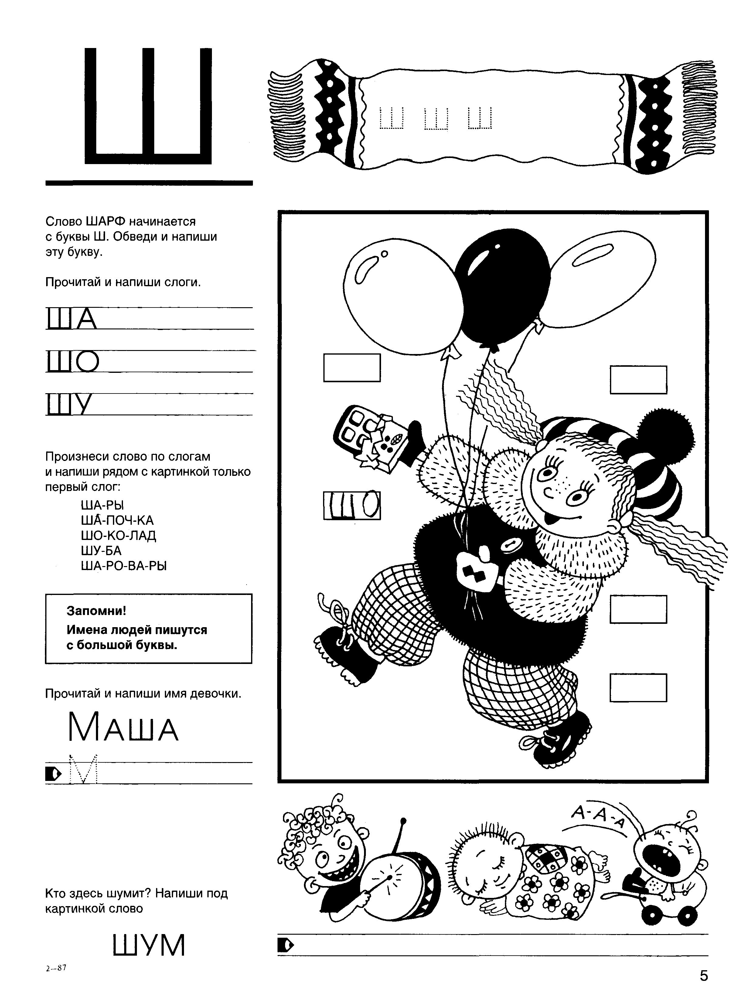 Ш
Ш Ш Ш
Слово ШАРФ начинается
с буквы Ш. Обведи и напиши
эту букву.
Прочитай и напиши слоги.
ША
ШО
ШУ
Произнеси слово по слогам
и напиши рядом с картинкой только
первый слог:
ША-РЫ
ША-ПОЧ-КА
ШО-КО-ЛАД
ШУ-БА
ША-РО-ВА-РЫ
ШО
Запомни!
Имена людей пишутся
с большой буквы.
Прочитай и напиши имя девочки.
МАША
М
А-А-А
Кто здесь шумит? Напиши под
картинкой слово
ШУМ
2–87
5